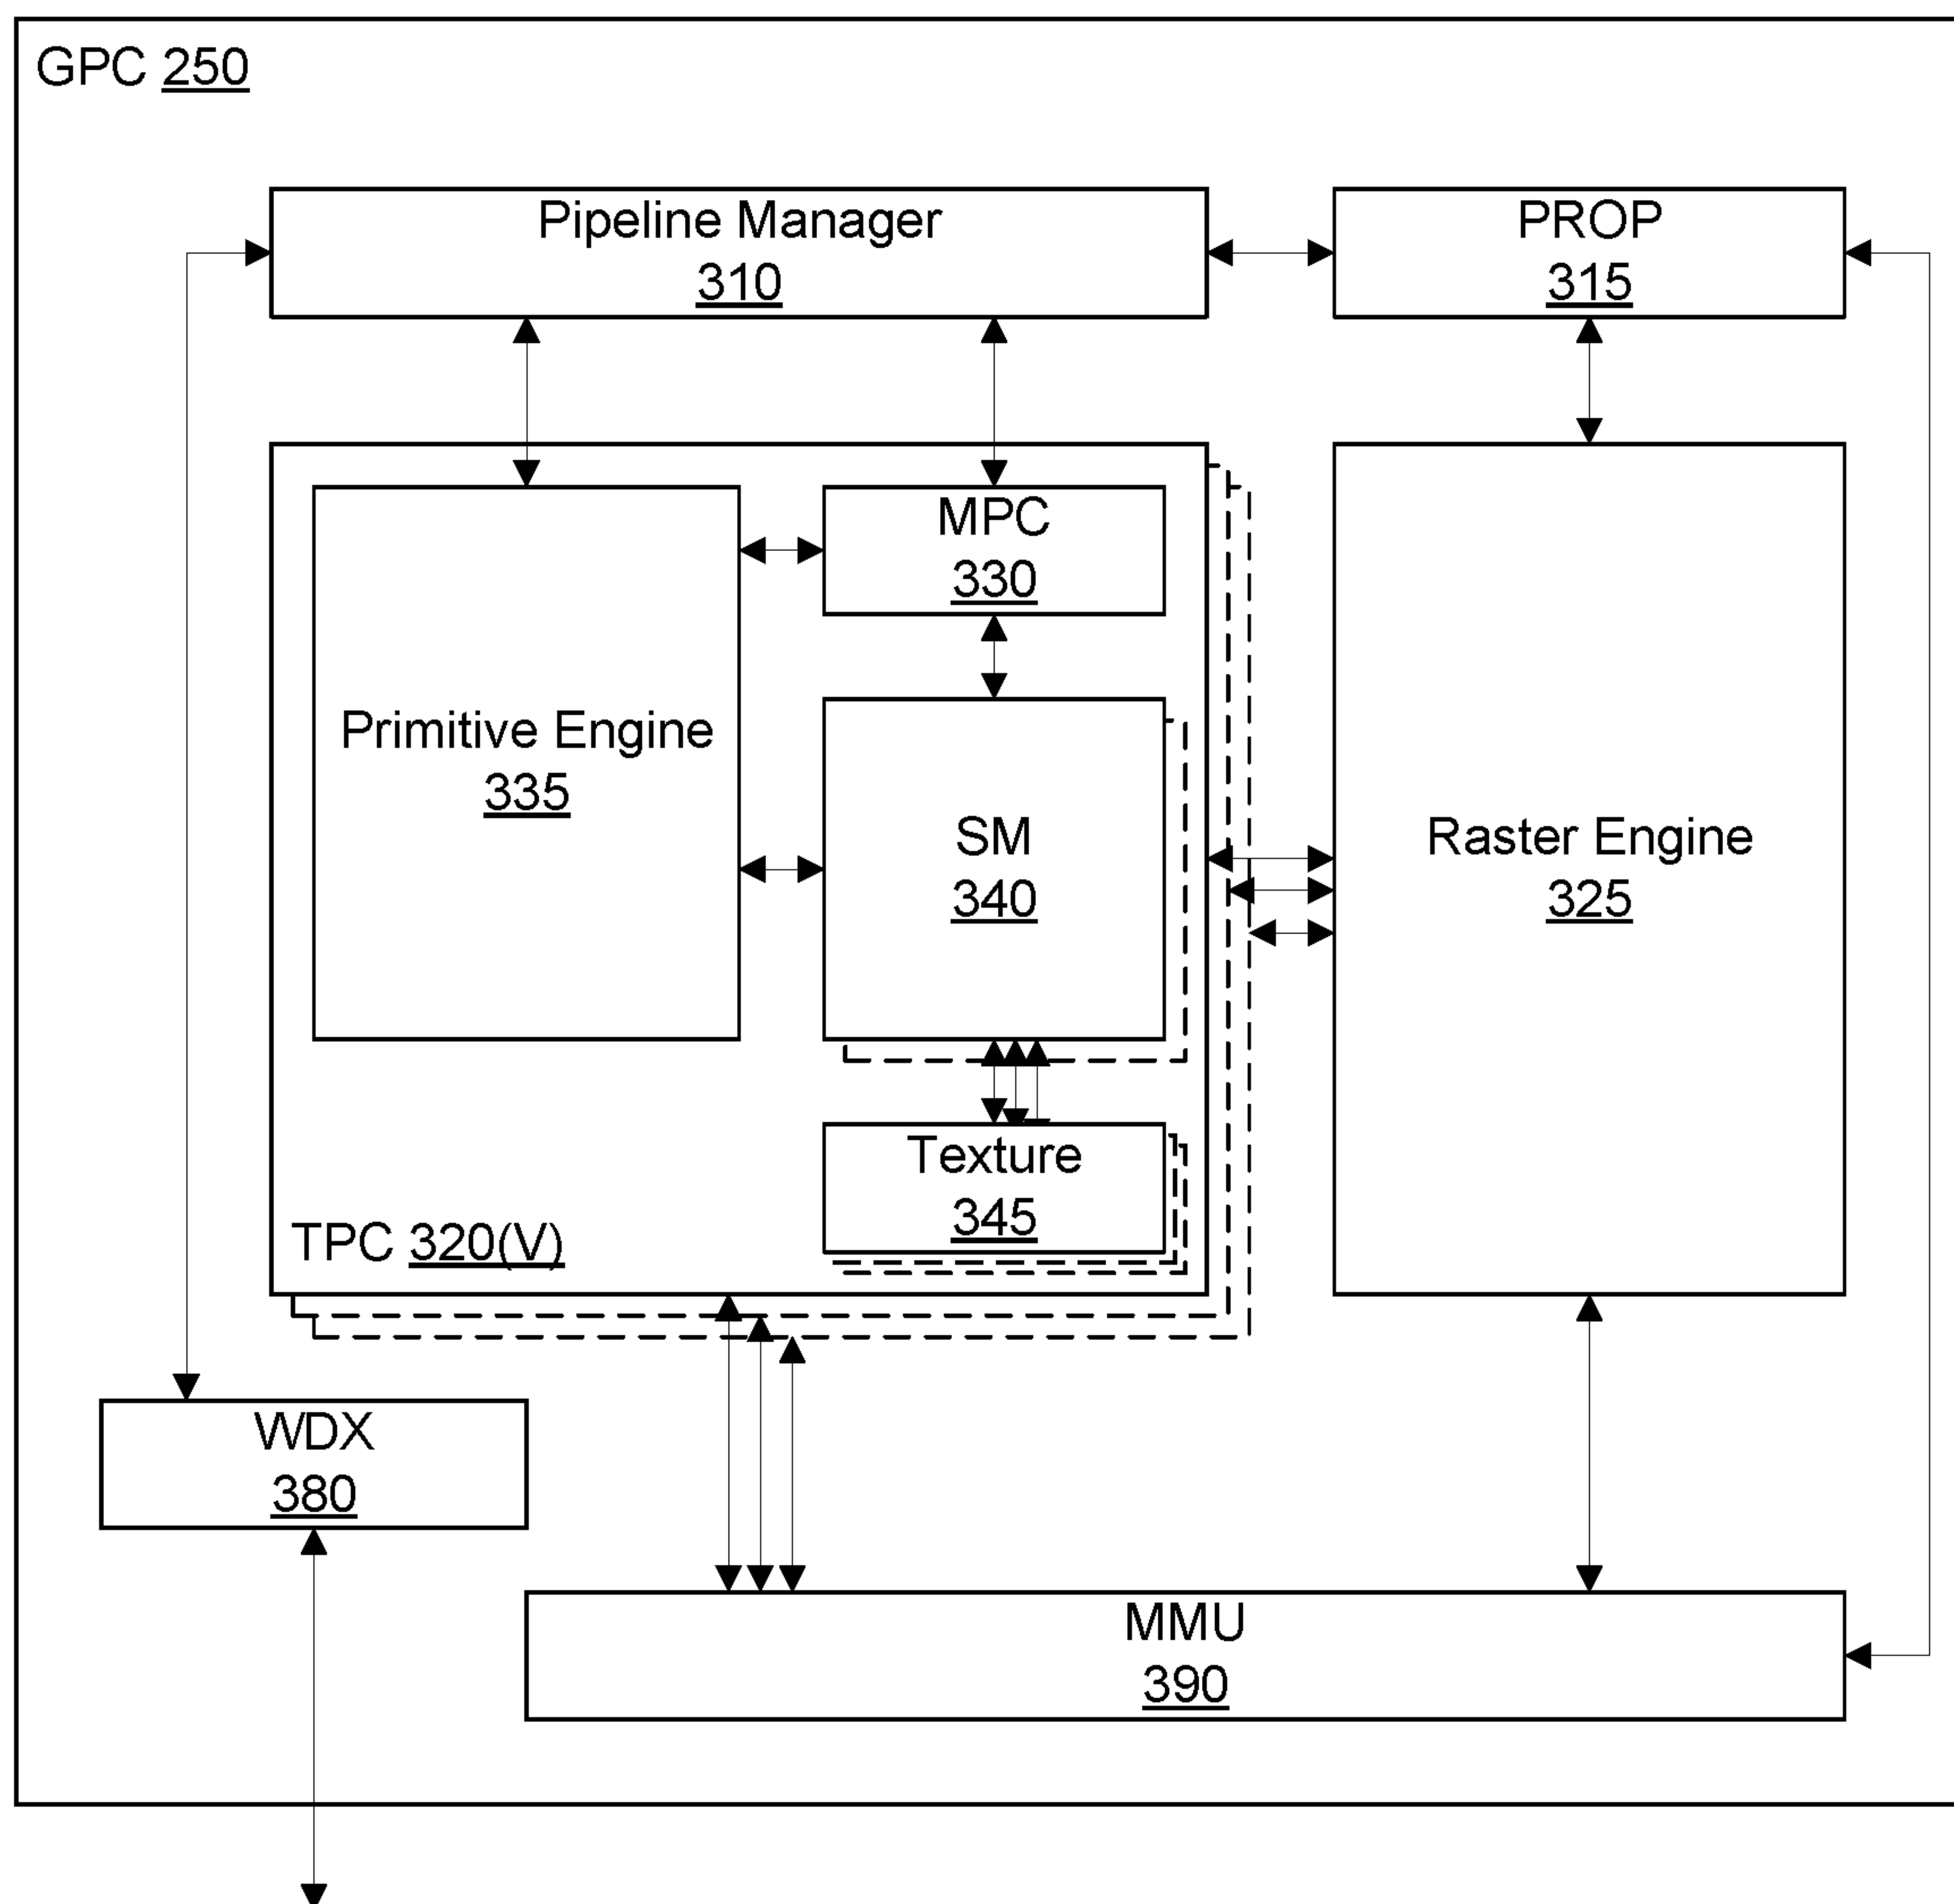 GPC 250
Pipeline Manager
310
PROP
315
MPC
330
Primitive Engine
335
SM
340
Raster Engine
325
Texture
345
TPC 320(V)
WDX
380
MMU
390